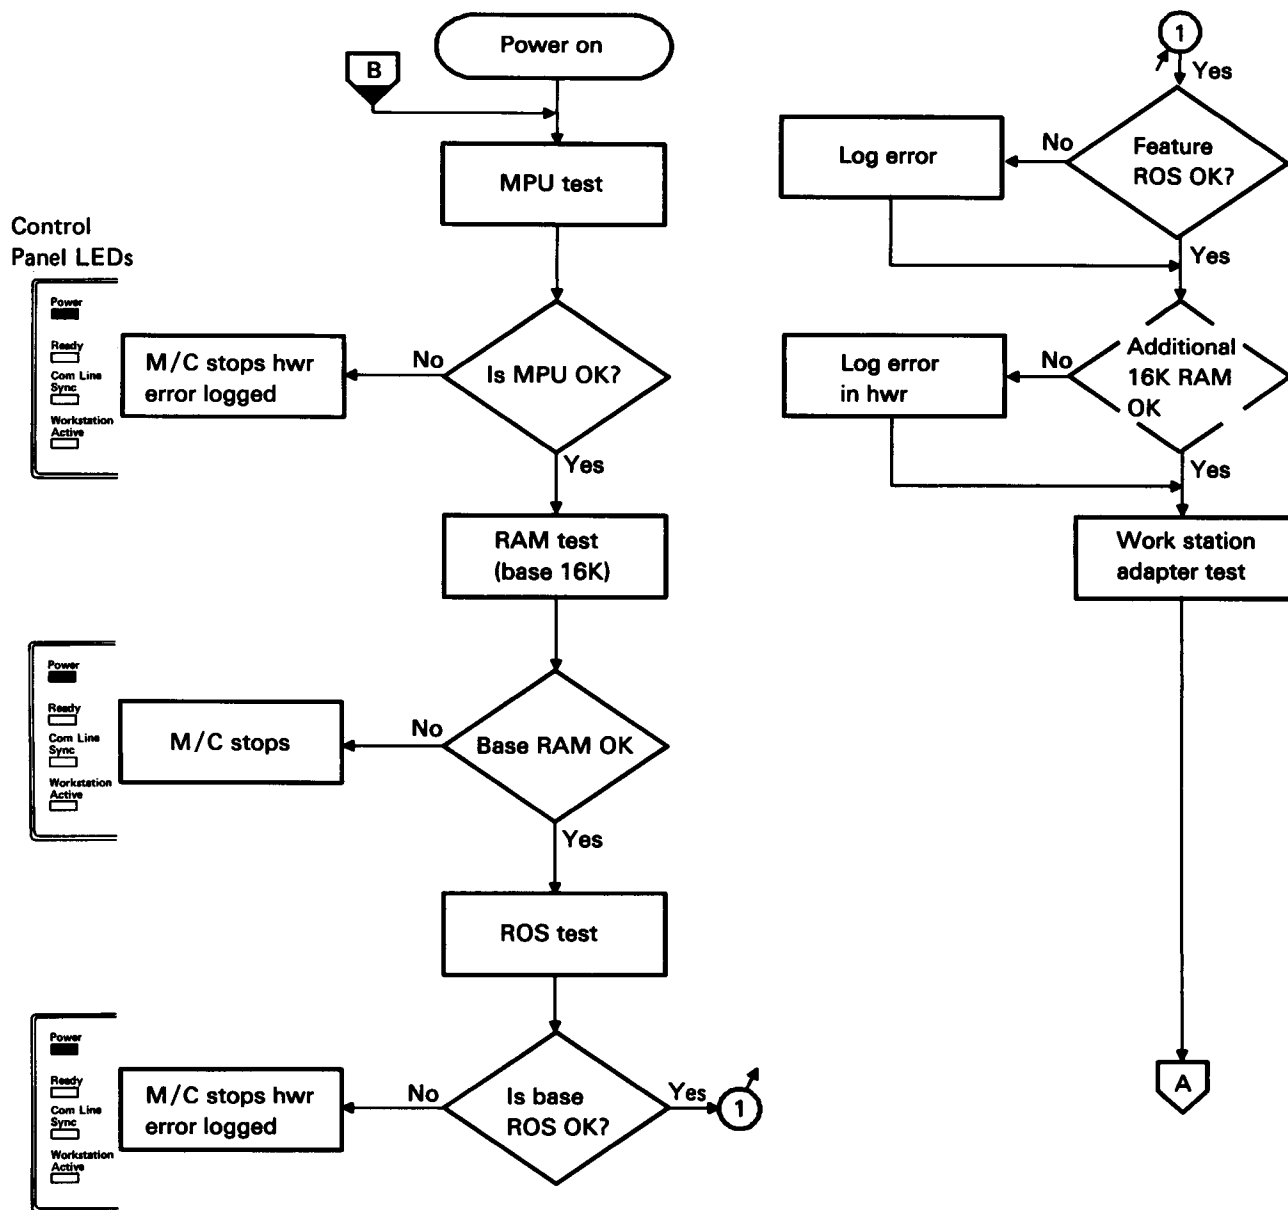 Power on
B
MPU test
Control
Panel LEDs
Power
Ready
Com Line
Sync
Workstation
Active
M/C stops hwr
error logged
No
Is MPU OK?
Yes
RAM test
(base 16K)
Power
Ready
Com Line
Sync
Workstation
Active
M/C stops
No
Base RAM OK
Yes
ROS test
Power
Ready
Com Line
Sync
Workstation
Active
M/C stops hwr
error logged
No
Is base
ROS OK?
Yes
1
1
Yes
Feature
ROS OK?
No
Log error
Yes
Additional
16K RAM
OK
No
Log error
in hwr
Yes
Work station
adapter test
A